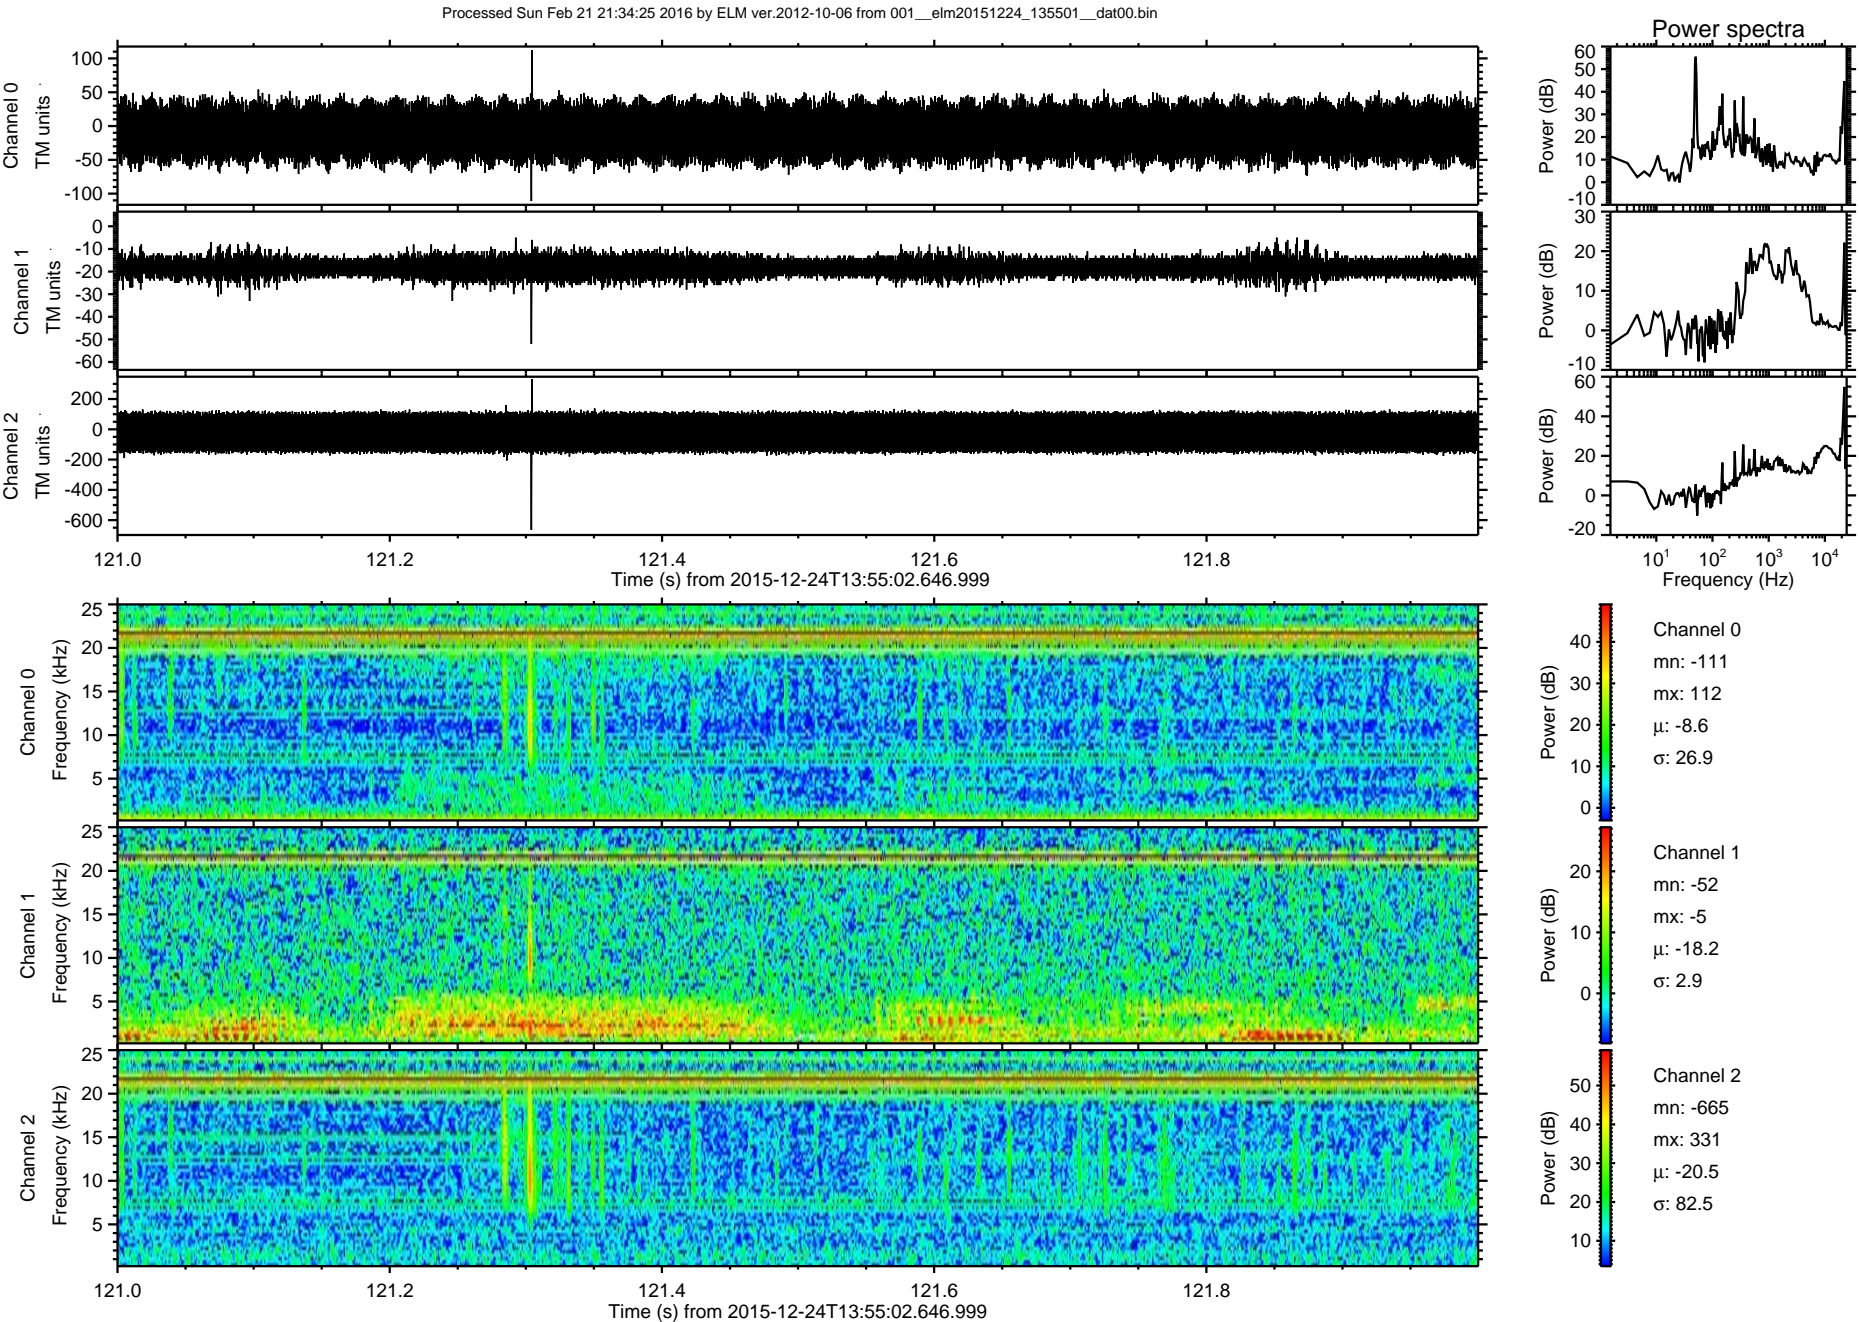 Processed Sun Feb 21 21:34:25 2016 by ELM ver.2012-10-06 from 001__elm20151224_135501__dat00.bin
Power spectra
Channel 0
TM units
100
50
0
-50
-100
Power (dB)
60
50
40
30
20
10
0
-10
Channel 1
TM units
0
-10
-20
-30
-40
-50
-60
Power (dB)
30
20
10
0
-10
Channel 2
TM units
200
0
-200
-400
-600
Power (dB)
60
40
20
0
-20
121.0 121.2 121.4 121.6 121.8
Time (s) from 2015-12-24T13:55:02.646.999
10^1 10^2 10^3 10^4
Frequency (Hz)
Channel 0
Frequency (kHz)
25
20
15
10
5
Power (dB)
40
30
20
10
0
Channel 0
mn: -111
mx: 112
μ: -8.6
σ: 26.9
Channel 1
Frequency (kHz)
25
20
15
10
5
Power (dB)
20
10
0
Channel 1
mn: -52
mx: -5
μ: -18.2
σ: 2.9
Channel 2
Frequency (kHz)
25
20
15
10
5
Power (dB)
50
40
30
20
10
Channel 2
mn: -665
mx: 331
μ: -20.5
σ: 82.5
121.0 121.2 121.4 121.6 121.8
Time (s) from 2015-12-24T13:55:02.646.999